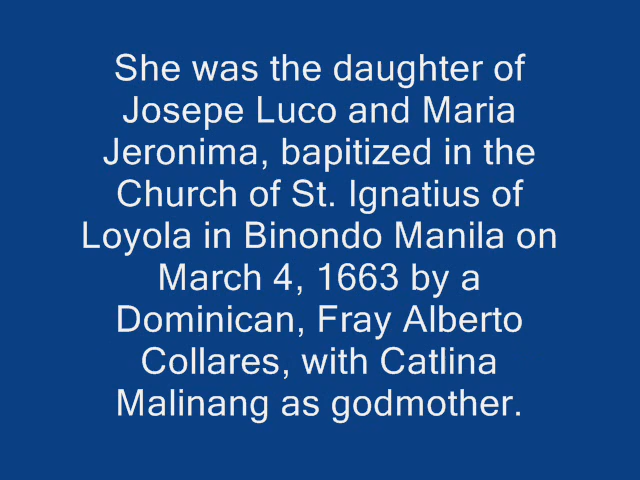 She was the daughter of
Josepe Luco and Maria
Jeronima, bapitized in the
Church of St. Ignatius of
Loyola in Binondo Manila on
March 4, 1663 by a
Dominican, Fray Alberto
Collares, with Catlina
Malinang as godmother.